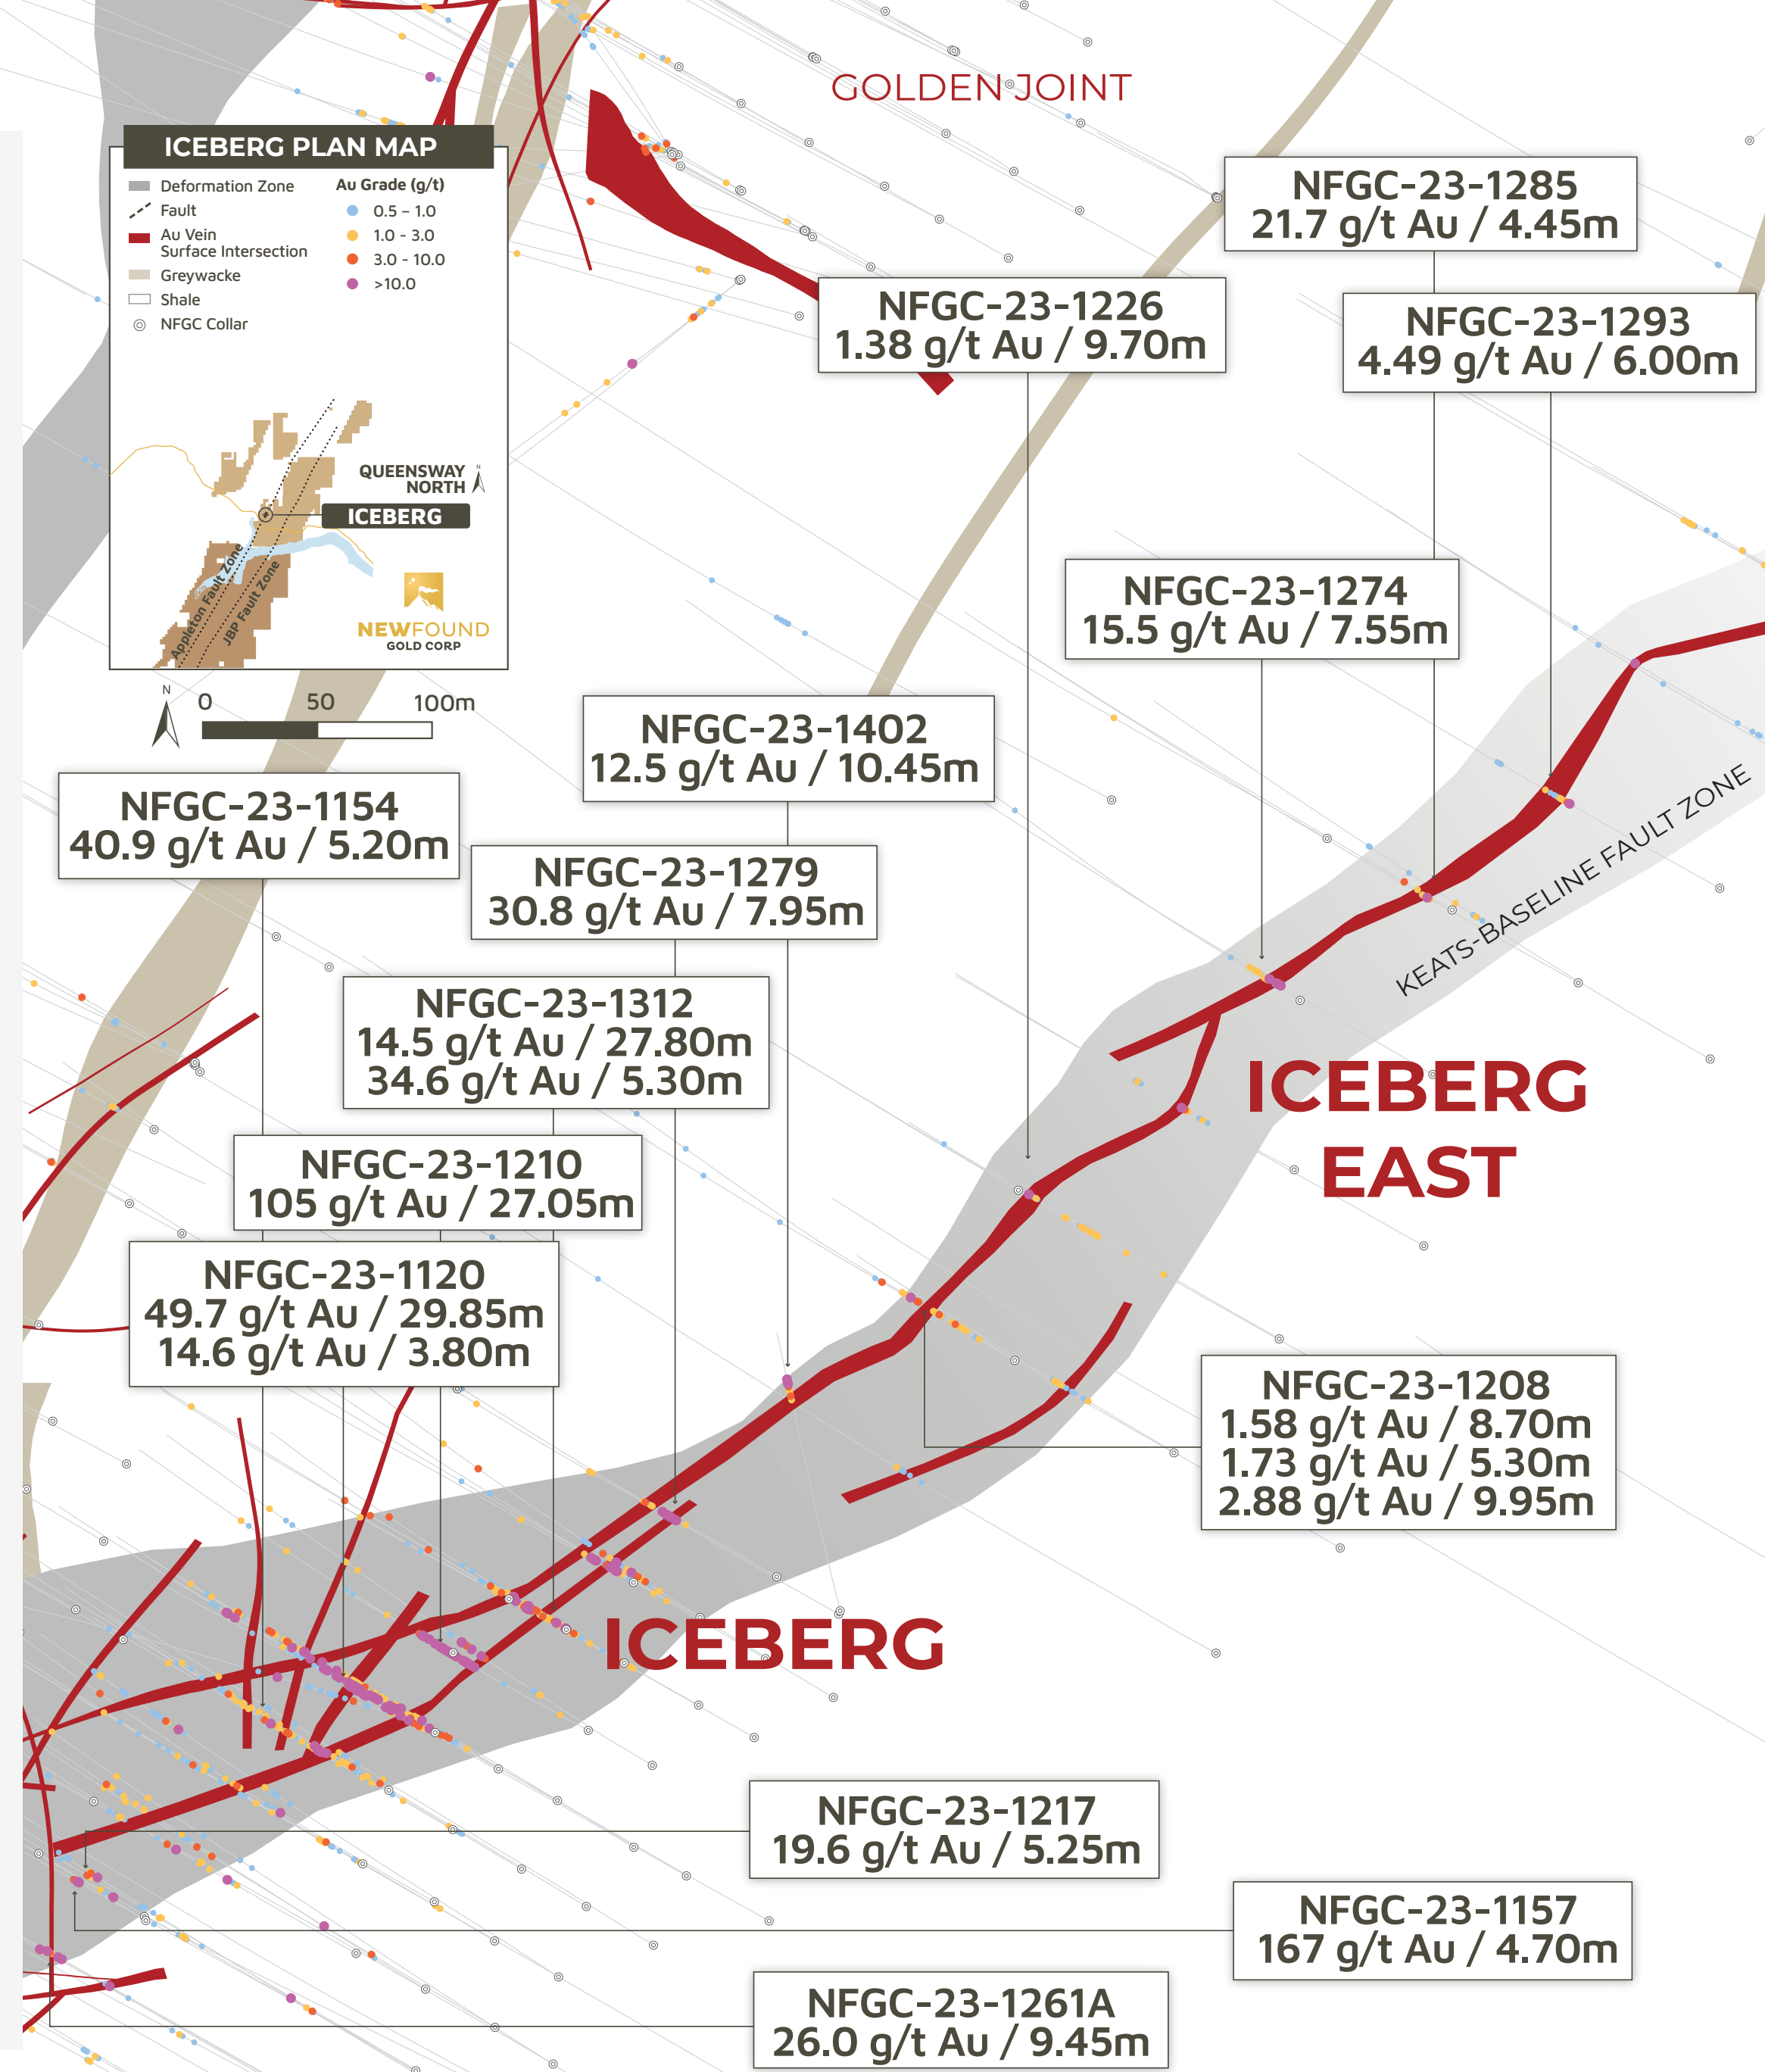 GOLDEN JOINT
ICEBERG PLAN MAP
Deformation Zone
Fault
Au Vein
Surface Intersection
Greywacke
Shale
NFGC Collar
Au Grade (g/t)
0.5 – 1.0
1.0 - 3.0
3.0 - 10.0
>10.0
QUEENSWAY
NORTH
N
ICEBERG
Appleton Fault Zone
JBP Fault Zone
NEWFOUND
GOLD CORP
N
0 50 100m
NFGC-23-1285
21.7 g/t Au / 4.45m
NFGC-23-1226
1.38 g/t Au / 9.70m
NFGC-23-1293
4.49 g/t Au / 6.00m
NFGC-23-1274
15.5 g/t Au / 7.55m
NFGC-23-1402
12.5 g/t Au / 10.45m
NFGC-23-1154
40.9 g/t Au / 5.20m
NFGC-23-1279
30.8 g/t Au / 7.95m
KEATS-BASELINE FAULT ZONE
NFGC-23-1312
14.5 g/t Au / 27.80m
34.6 g/t Au / 5.30m
ICEBERG
EAST
NFGC-23-1210
105 g/t Au / 27.05m
NFGC-23-1120
49.7 g/t Au / 29.85m
14.6 g/t Au / 3.80m
NFGC-23-1208
1.58 g/t Au / 8.70m
1.73 g/t Au / 5.30m
2.88 g/t Au / 9.95m
ICEBERG
NFGC-23-1217
19.6 g/t Au / 5.25m
NFGC-23-1157
167 g/t Au / 4.70m
NFGC-23-1261A
26.0 g/t Au / 9.45m